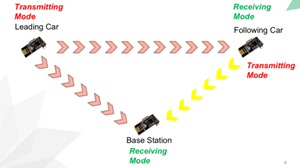 Transmitting
Mode
Leading Car
Receiving
Mode
Following Car
Transmitting
Mode
Base Station
Receiving
Mode